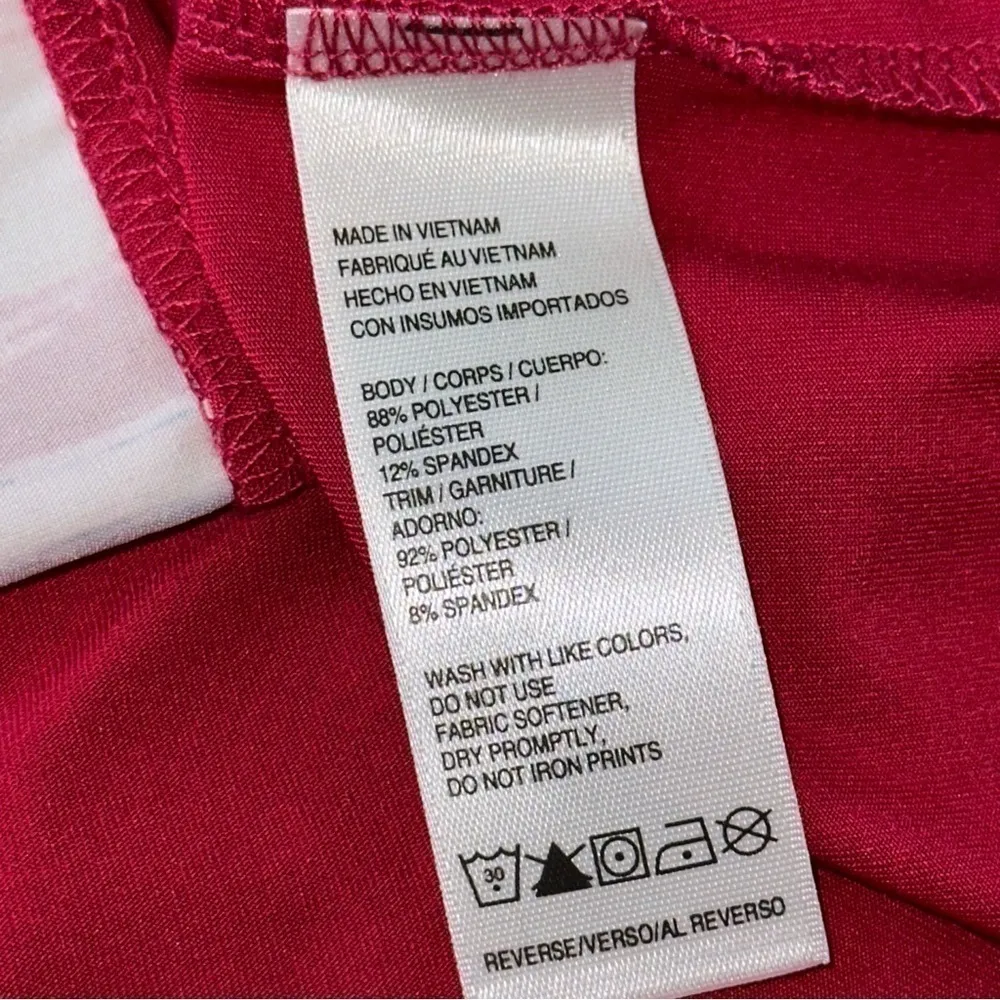 MADE IN VIETNAM
FABRIQUÉ AU VIETNAM
HECHO EN VIETNAM
CON INSUMOS IMPORTADOS
BODY / CORPS / CUERPO:
88% POLYESTER /
POLIÉSTER
12% SPANDEX
TRIM / GARNITURE /
ADORNO:
92% POLYESTER /
POLIÉSTER
8% SPANDEX
WASH WITH LIKE COLORS,
DO NOT USE
FABRIC SOFTENER,
DRY PROMPTLY,
DO NOT IRON PRINTS
30
REVERSE/VERSO/AL REVERSO